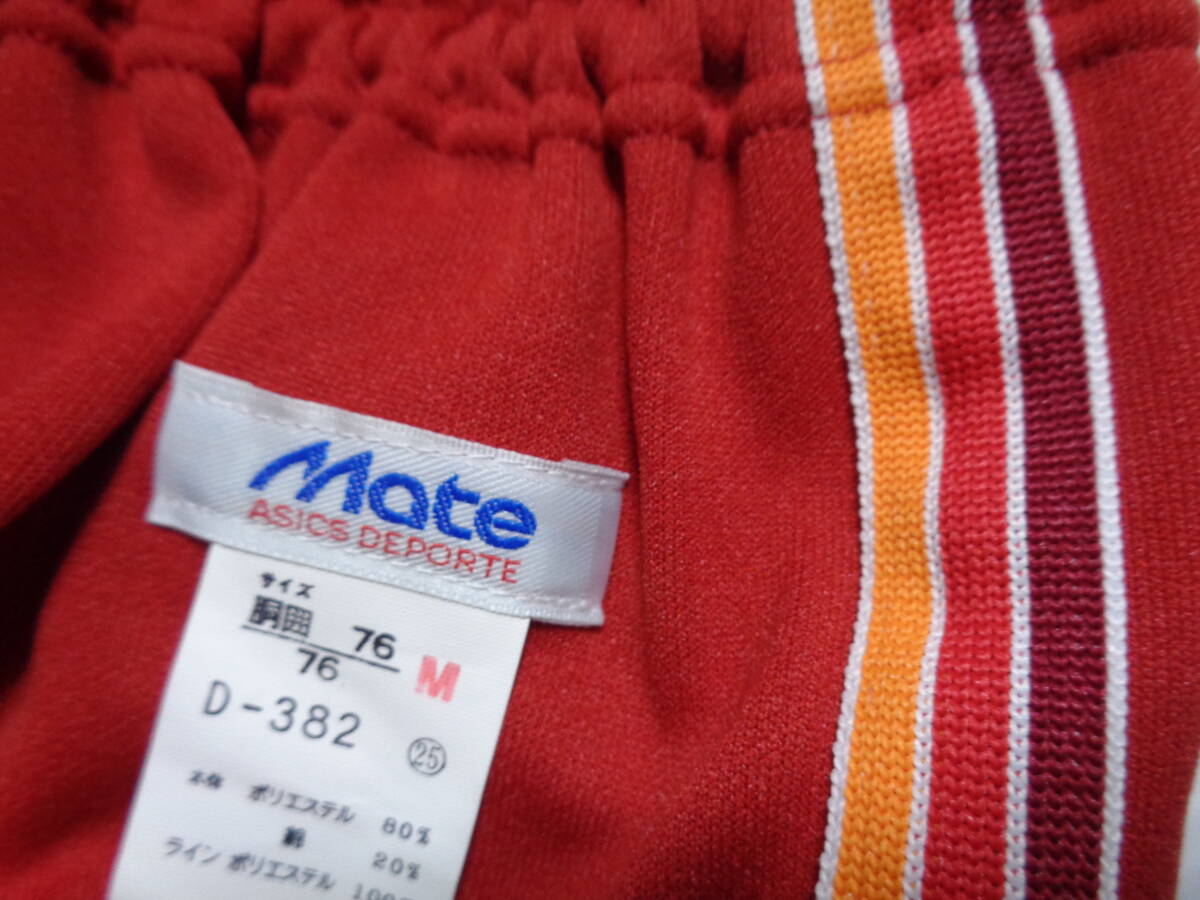 Mate
ASICS DEPORTE
サイズ
胴囲 76
76 M
D-382 ㉕
本体 ポリエステル 80%
綿 20%
ライン ポリエステル